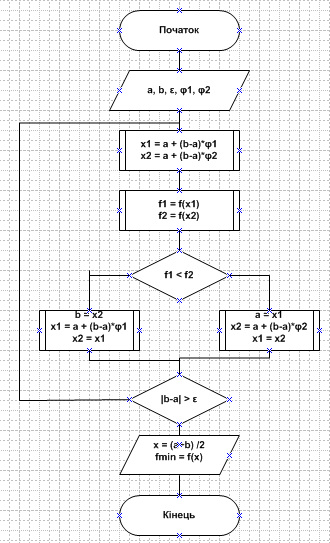 Початок
a, b, ε, φ1, φ2
x1 = a + (b-a)*φ1
x2 = a + (b-a)*φ2
f1 = f(x1)
f2 = f(x2)
f1 < f2
b = x2
x1 = a + (b-a)*φ1
x2 = x1
a = x1
x2 = a + (b-a)*φ2
x1 = x2
|b-a| > ε
x = (a+b) /2
fmin = f(x)
Кінець